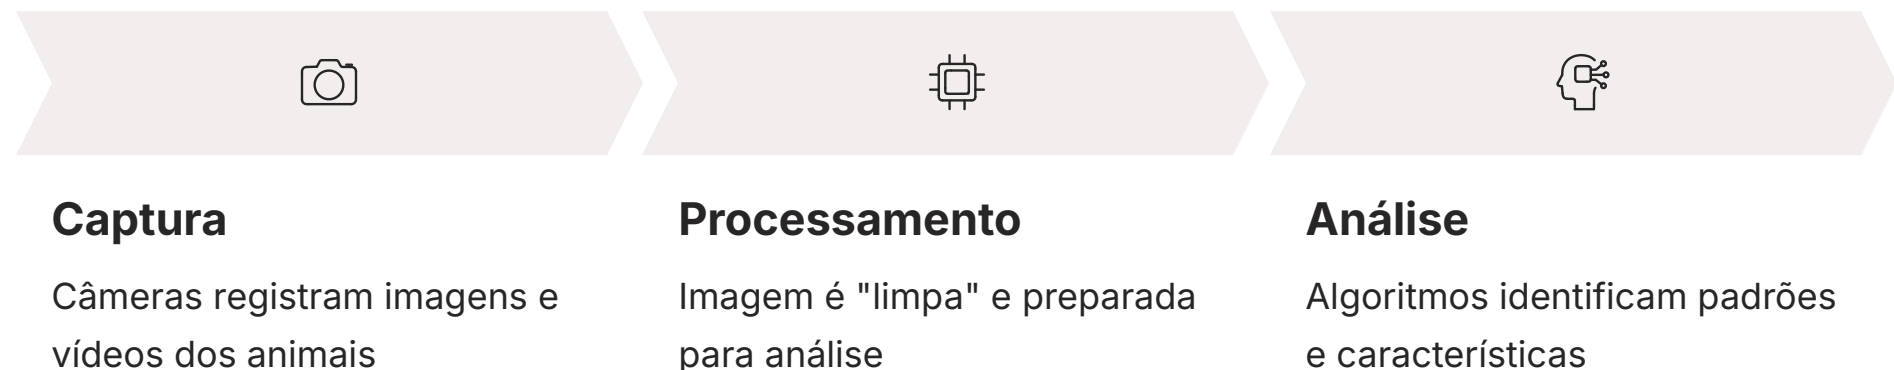 Captura
Câmeras registram imagens e
vídeos dos animais
Processamento
Imagem é "limpa" e preparada
para análise
Análise
Algoritmos identificam padrões
e características